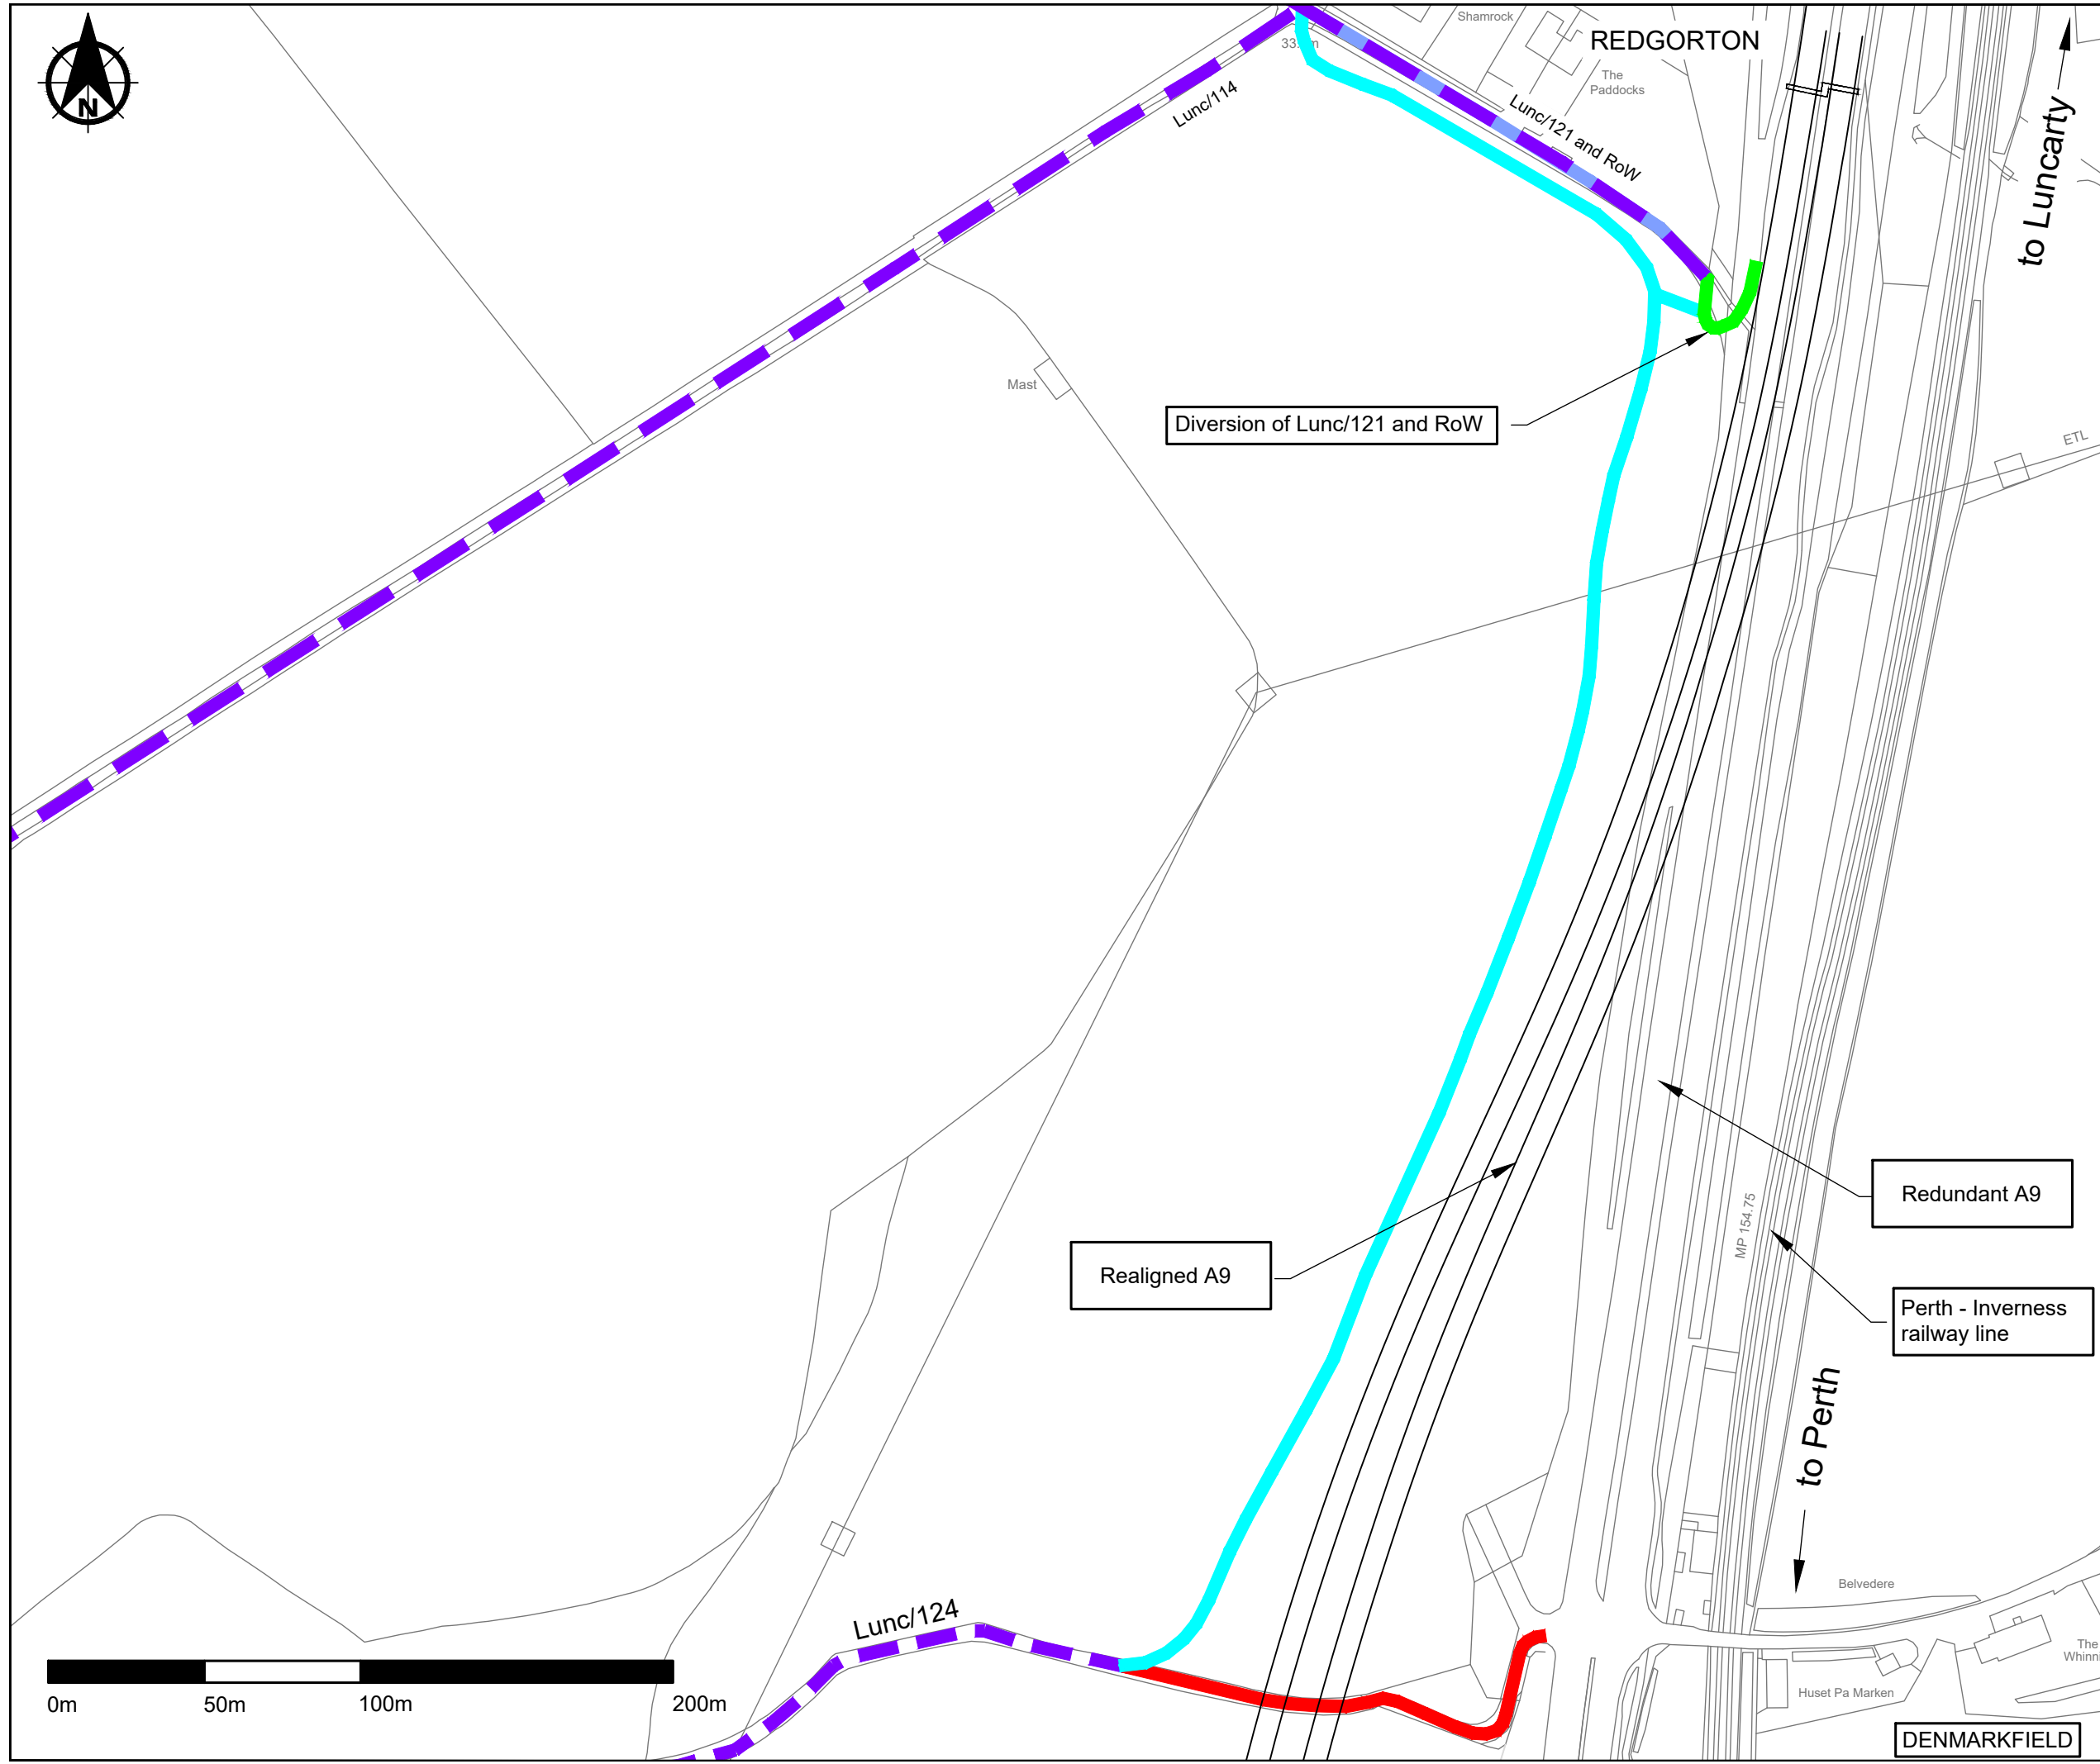 Shamrock
REDGORTON
N
The
Paddocks
Lunc/114
Lunc/121 and RoW
to Luncarty
Mast
Diversion of Lunc/121 and RoW
ETL
Redundant A9
MP 154.75
Realigned A9
Perth - Inverness
railway line
to Perth
Belvedere
Lunc/124
The
Huset Pa Marken
0m
50m
100m
200m
DENMARKFIELD